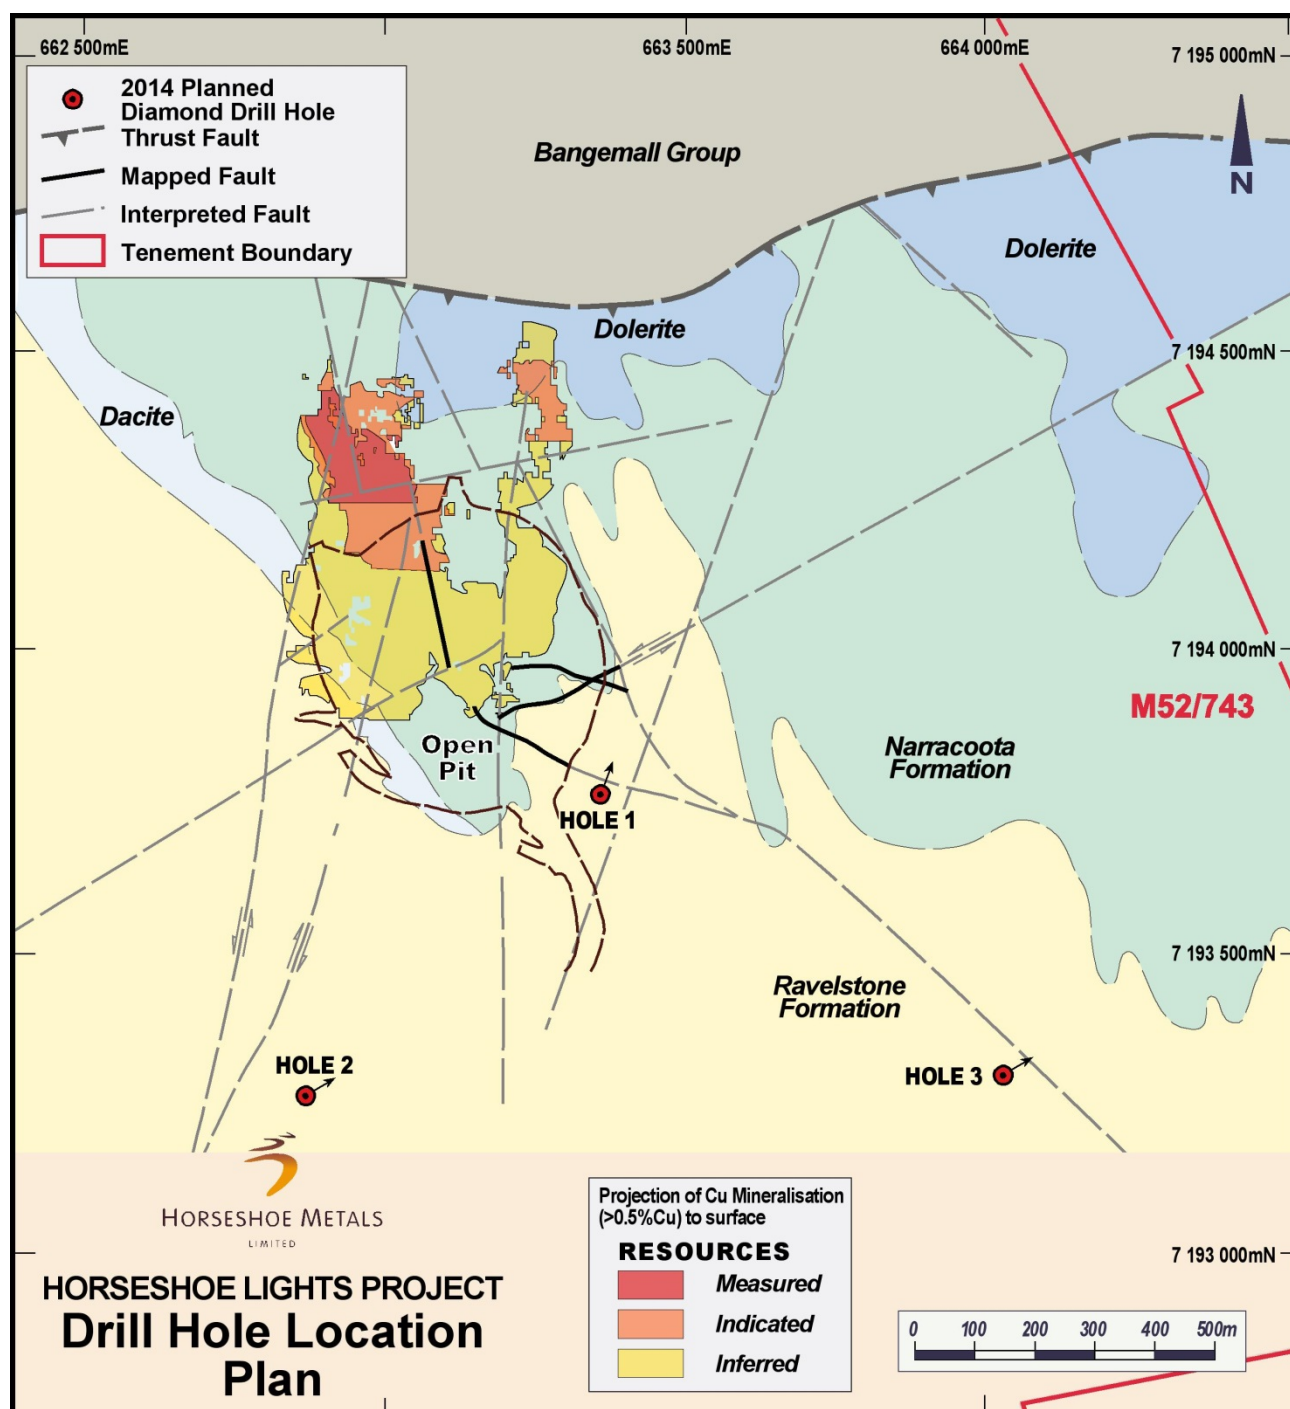 662 500mE
663 500mE
664 000mE
7 195 000mN
2014 Planned
Diamond Drill Hole
Thrust Fault
Mapped Fault
Interpreted Fault
Tenement Boundary
Bangemall Group
N
Dolerite
Dolerite
7 194 500mN
Dacite
7 194 000mN
M52/743
Open
Pit
Narracoota
Formation
HOLE 1
7 193 500mN
Ravelstone
Formation
HOLE 2
HOLE 3
HORSESHOE METALS
LIMITED
HORSESHOE LIGHTS PROJECT
Drill Hole Location
Plan
Projection of Cu Mineralisation
(>0.5%Cu) to surface
RESOURCES
Measured
Indicated
Inferred
7 193 000mN
0 100 200 300 400 500m